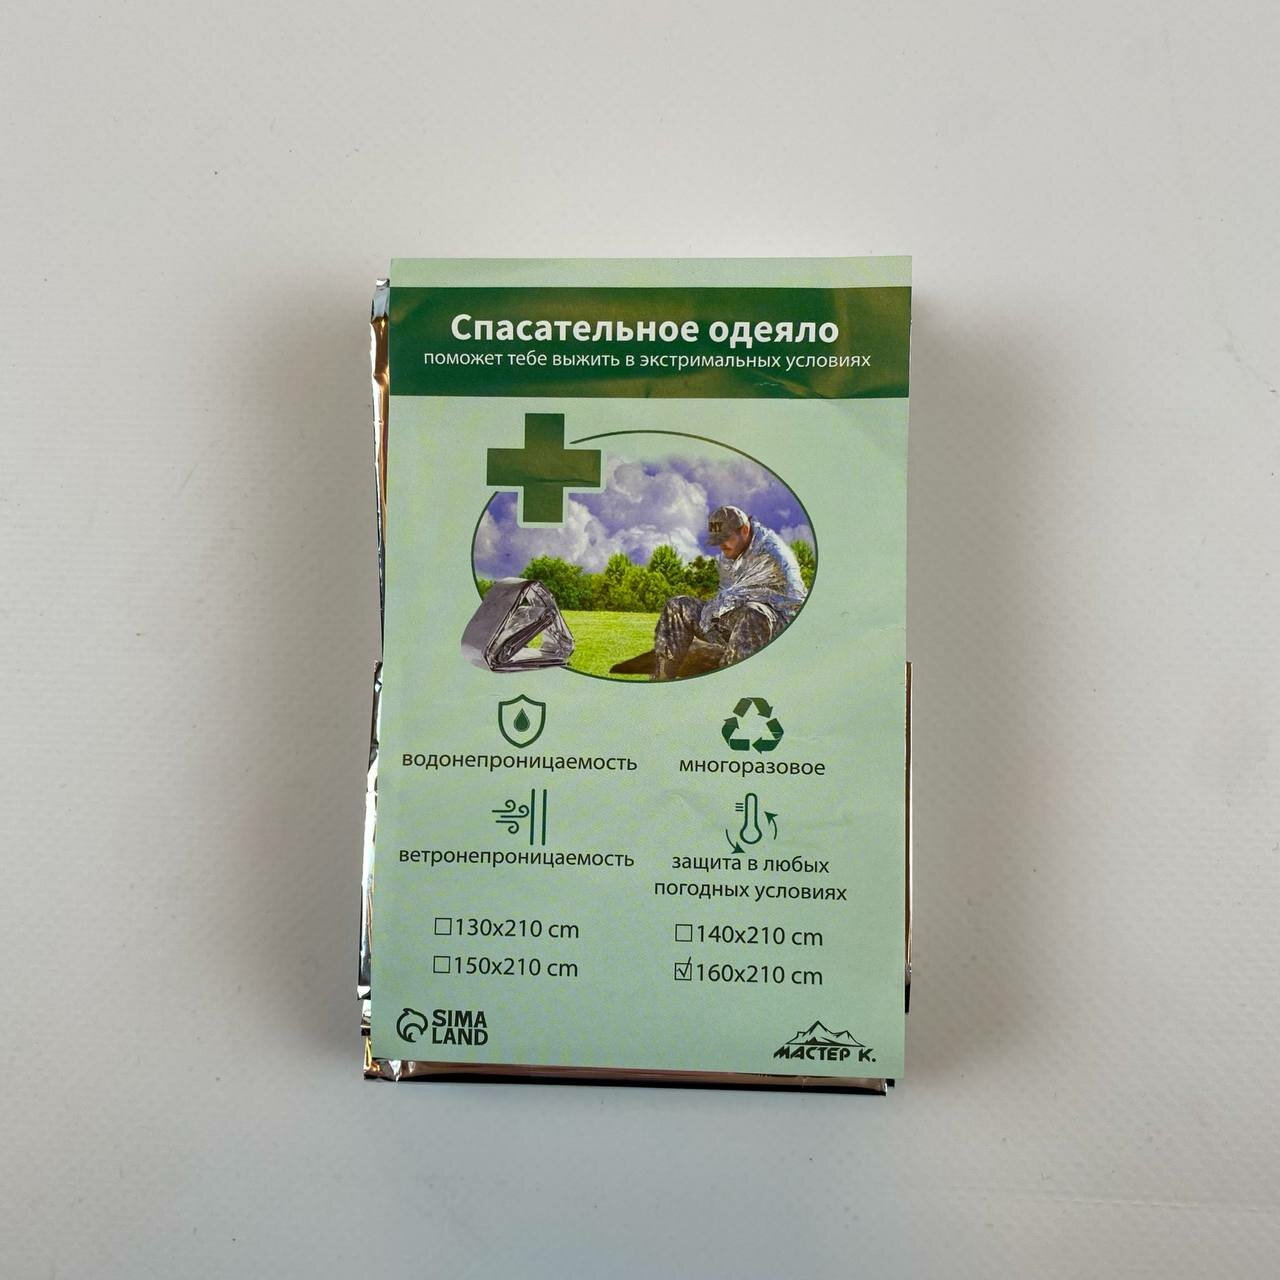 Спасательное одеяло
поможет тебе выжить в экстримальных условиях
водонепроницаемость
многоразовое
ветронепроницаемость
защита в любых
погодных условиях
130x210 cm
140x210 cm
150x210 cm
160x210 cm
SIMA
LAND
МАСТЕР К.